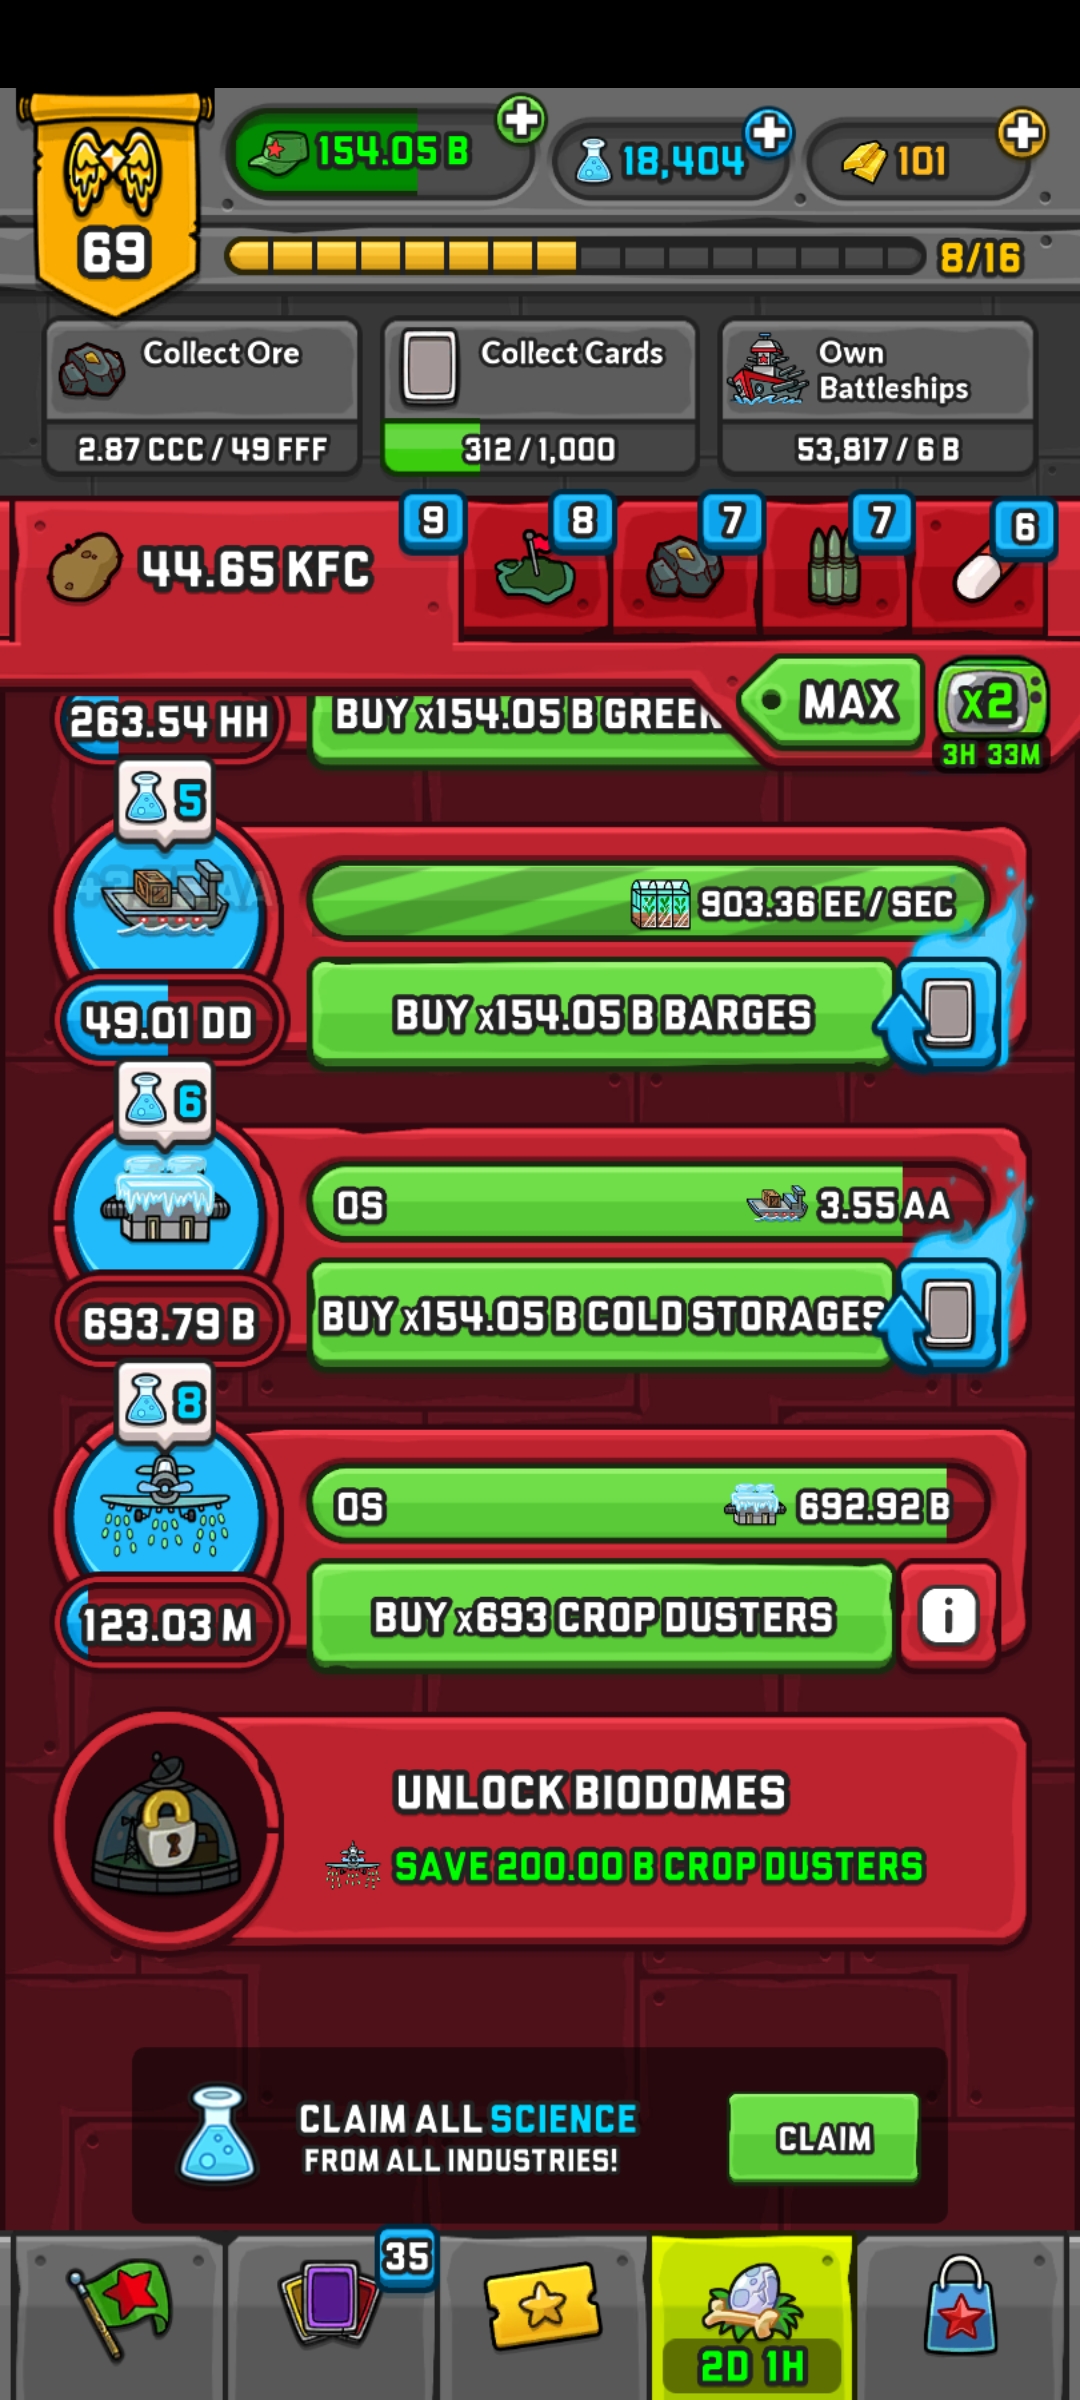 154.05 B
18,404
101
69
8/16
Collect Ore
2.87 CCC / 49 FFF
Collect Cards
312 / 1,000
Own
Battleships
53,817 / 6 B
44.65 KFC
9
8
7
7
6
MAX
x2
3H 33M
263.54 HH
BUY x154.05 B GREEN
5
903.36 EE / SEC
49.01 DD
BUY x154.05 B BARGES
6
0S
3.55 AA
693.79 B
BUY x154.05 B COLD STORAGES
8
0S
692.92 B
123.03 M
BUY x693 CROP DUSTERS
i
UNLOCK BIODOMES
SAVE 200.00 B CROP DUSTERS
CLAIM ALL SCIENCE
FROM ALL INDUSTRIES!
CLAIM
35
2D 1H